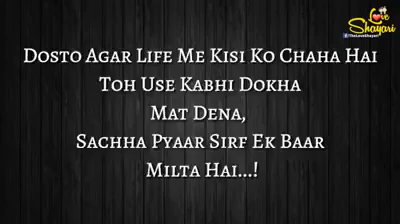 Love
Shayari
f/TheLoveShayari
Dosto Agar Life Me Kisi Ko Chaha Hai
Toh Use Kabhi Dokha
Mat Dena,
Sachha Pyaar Sirf Ek Baar
Milta Hai...!